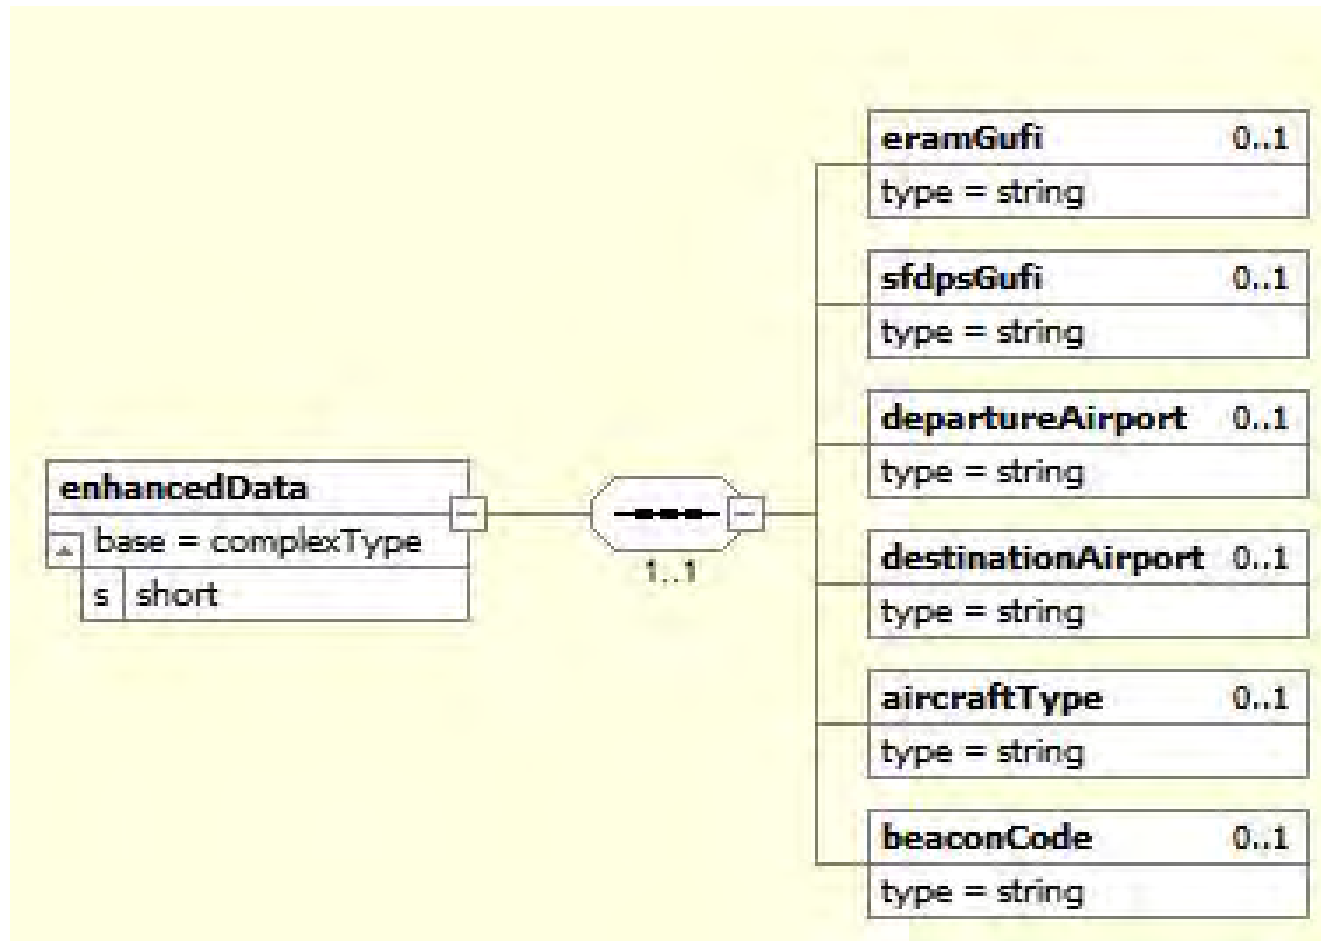 enhancedData
base = complexType
s short
1..1
eramGufi 0..1
type = string
sfdpsGufi 0..1
type = string
departureAirport 0..1
type = string
destinationAirport 0..1
type = string
aircraftType 0..1
type = string
beaconCode 0..1
type = string